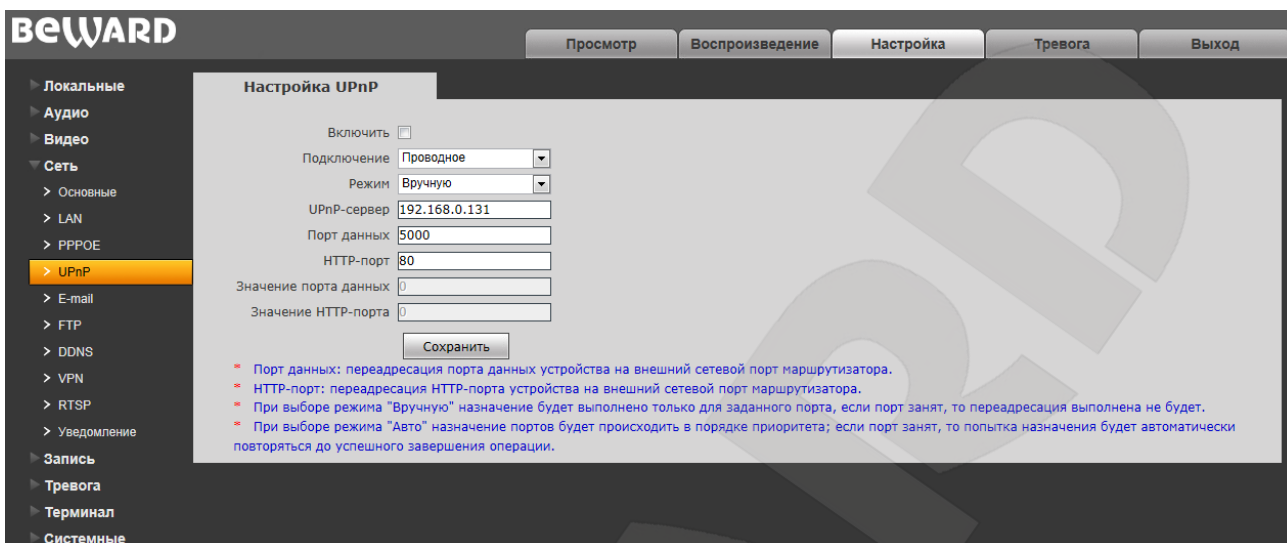 BEWARD
Просмотр
Воспроизведение
Настройка
Тревога
Выход
Локальные
Аудио
Видео
Сеть
Основные
LAN
PPPOE
UPnP
E-mail
FTP
DDNS
VPN
RTSP
Уведомление
Запись
Тревога
Терминал
Системные
Настройка UPnP
Включить
Подключение Проводное
Режим Вручную
UPnP-сервер 192.168.0.131
Порт данных 5000
HTTP-порт 80
Значение порта данных 0
Значение HTTP-порта 0
Сохранить
* Порт данных: переадресация порта данных устройства на внешний сетевой порт маршрутизатора.
* HTTP-порт: переадресация HTTP-порта устройства на внешний сетевой порт маршрутизатора.
* При выборе режима "Вручную" назначение будет выполнено только для заданного порта, если порт занят, то переадресация выполнена не будет.
* При выборе режима "Авто" назначение портов будет происходить в порядке приоритета; если порт занят, то попытка назначения будет автоматически
повторяться до успешного завершения операции.